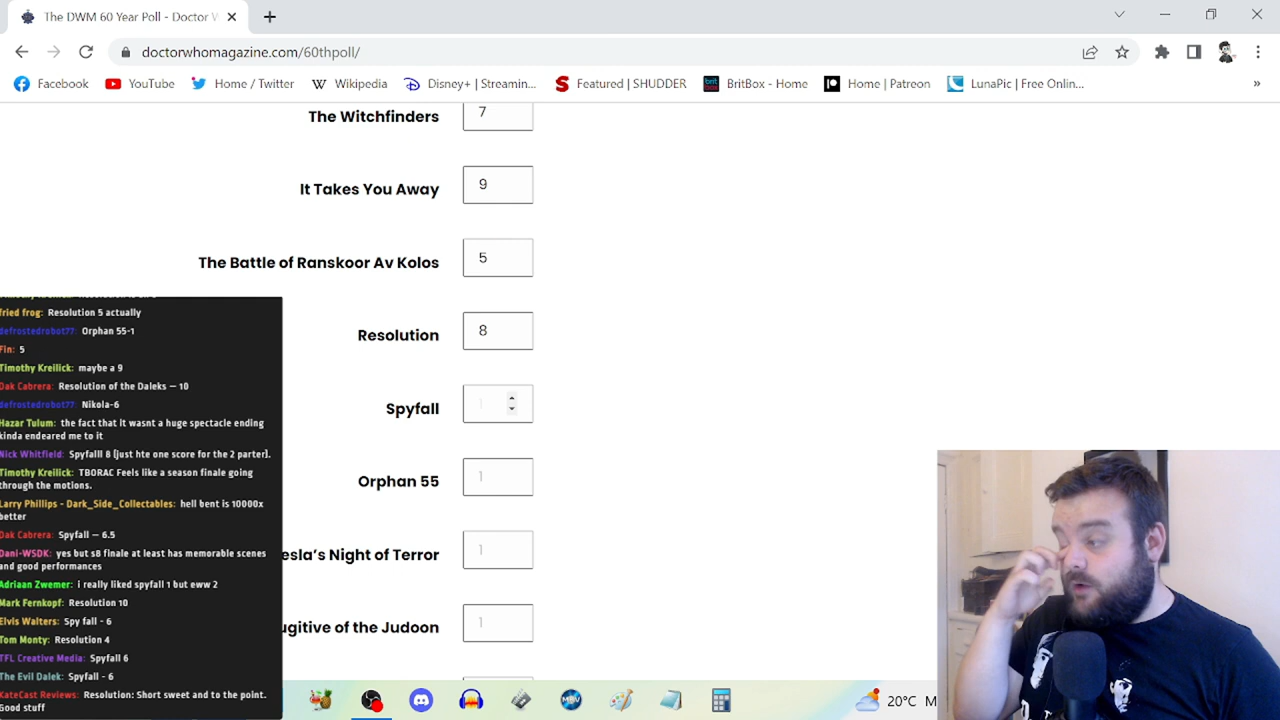 The DWM 60 Year Poll - Doctor W
doctorwhomagazine.com/60thpoll/
Facebook
YouTube
Home / Twitter
Wikipedia
Disney+ | Streamin...
Featured | SHUDDER
BritBox - Home
Home | Patreon
LunaPic | Free Onlin...
»
The Witchfinders 7
It Takes You Away 9
The Battle of Ranskoor Av Kolos 5
Resolution 8
Spyfall 1
Orphan 55 1
esla's Night of Terror 1
ugitive of the Judoon 1
fried frog: Resolution 5 actually
defrostedrobot77: Orphan 55-1
Fin: 5
Timothy Kreilick: maybe a 9
Dak Cabrera: Resolution of the Daleks — 10
defrostedrobot77: Nikola-6
Hazar Tulum: the fact that it wasnt a huge spectacle ending
kinda endeared me to it
Nick Whitfield: Spyfalll 8 (just hte one score for the 2 parter).
Timothy Kreilick: TBORAC Feels like a season finale going
through the motions.
Larry Phillips - Dark_Side_Collectables: hell bent is 10000x
better
Dak Cabrera: Spyfall — 6.5
Dani-WSDK: yes but s8 finale at least has memorable scenes
and good performances
Adriaan Zwemer: i really liked spyfall 1 but eww 2
Mark Fernkopf: Resolution 10
Elvis Walters: Spy fall - 6
Tom Monty: Resolution 4
TFL Creative Media: Spyfall 6
The Evil Dalek: Spyfall - 6
KateCast Reviews: Resolution: Short sweet and to the point.
Good stuff
20°C M